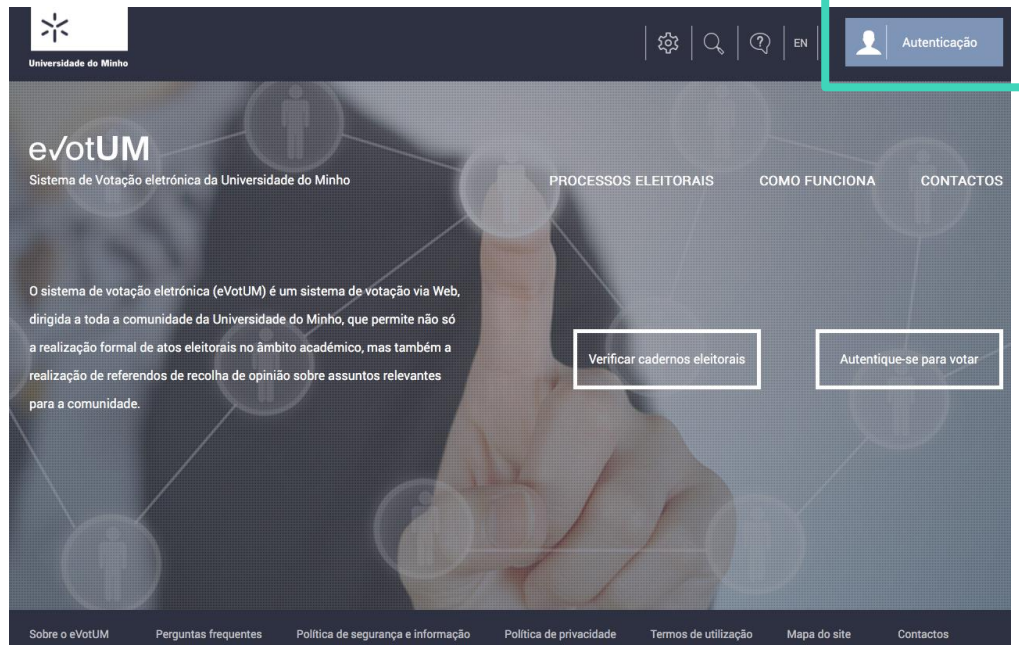 Universidade do Minho
EN
Autenticação
e√otUM
Sistema de Votação eletrónica da Universidade do Minho
PROCESSOS ELEITORAIS
COMO FUNCIONA
CONTACTOS
O sistema de votação eletrónica (eVotUM) é um sistema de votação via Web,
dirigida a toda a comunidade da Universidade do Minho, que permite não só
a realização formal de atos eleitorais no âmbito académico, mas também a
realização de referendos de recolha de opinião sobre assuntos relevantes
para a comunidade.
Verificar cadernos eleitorais
Autentique-se para votar
Sobre o eVotUM
Perguntas frequentes
Política de segurança e informação
Política de privacidade
Termos de utilização
Mapa do site
Contactos